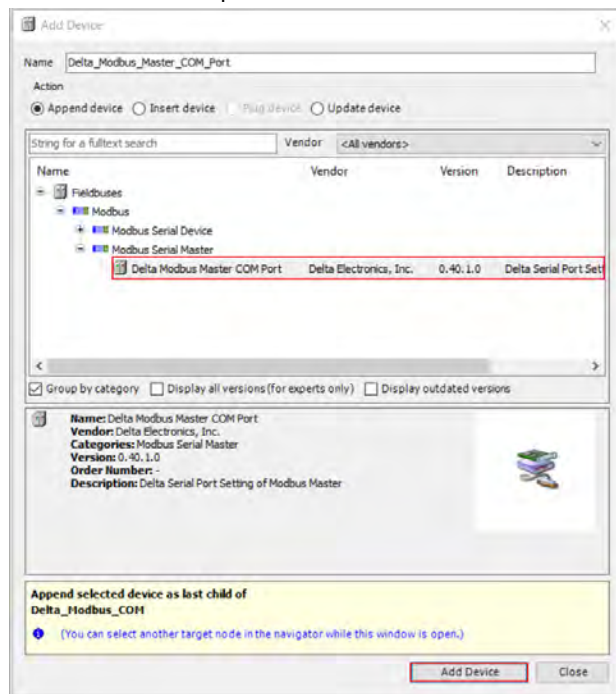 Add Device
Name Delta_Modbus_Master_COM_Port
Action
Append device Insert device Plug device Update device
String for a fulltext search Vendor <All vendors>
Name Vendor Version Description
Fieldbuses
Modbus
Modbus Serial Device
Modbus Serial Master
Delta Modbus Master COM Port Delta Electronics, Inc. 0.40.1.0 Delta Serial Port Sett
Group by category Display all versions (for experts only) Display outdated versions
Name: Delta Modbus Master COM Port
Vendor: Delta Electronics, Inc.
Categories: Modbus Serial Master
Version: 0.40.1.0
Order Number: -
Description: Delta Serial Port Setting of Modbus Master
Append selected device as last child of
Delta_Modbus_COM
(You can select another target node in the navigator while this window is open.)
Add Device Close